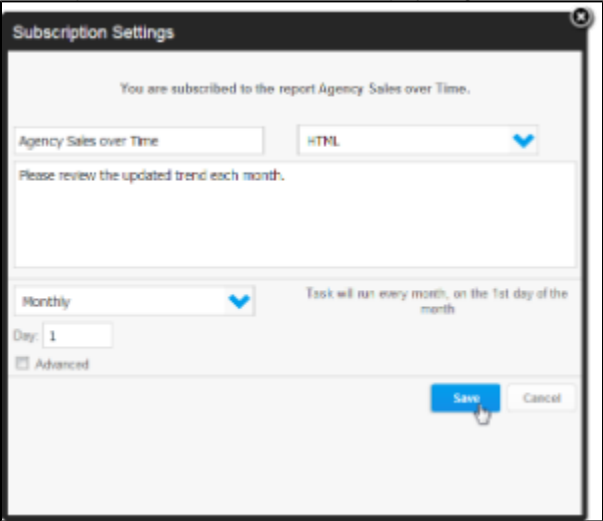 Subscription Settings
You are subscribed to the report Agency Sales over Time.
Agency Sales over Time
HTML
Please review the updated trend each month.
Monthly
Task will run every month, on the 1st day of the
month
Day: 1
Advanced
Save
Cancel